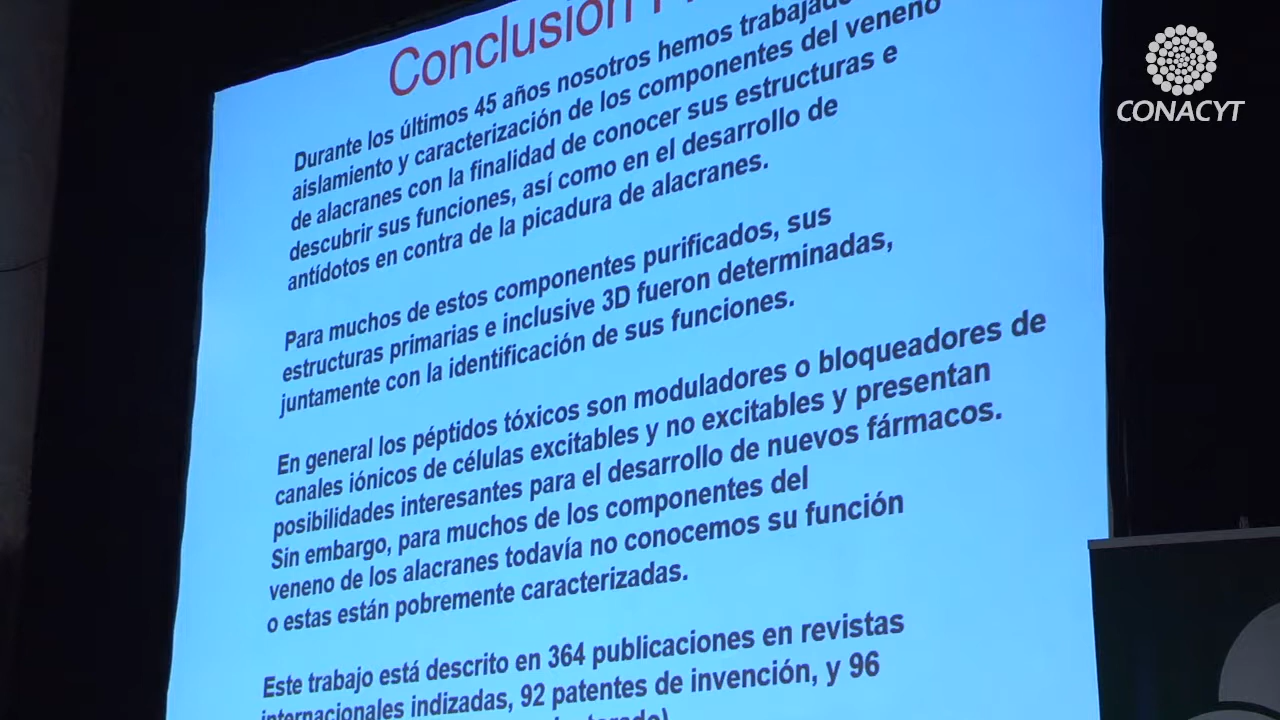 Conclusión
Durante los últimos 45 años nosotros hemos trabajado
aislamiento y caracterización de los componentes del veneno
de alacranes con la finalidad de conocer sus estructuras e
descubrir sus funciones, así como en el desarrollo de
antídotos en contra de la picadura de alacranes.
Para muchos de estos componentes purificados, sus
estructuras primarias e inclusive 3D fueron determinadas,
juntamente con la identificación de sus funciones.
En general los péptidos tóxicos son moduladores o bloqueadores de
canales iónicos de células excitables y no excitables y presentan
posibilidades interesantes para el desarrollo de nuevos fármacos.
Sin embargo, para muchos de los componentes del
veneno de los alacranes todavía no conocemos su función
o estas están pobremente caracterizadas.
Este trabajo está descrito en 364 publicaciones en revistas
internacionales indizadas, 92 patentes de invención, y 96
CONACYT